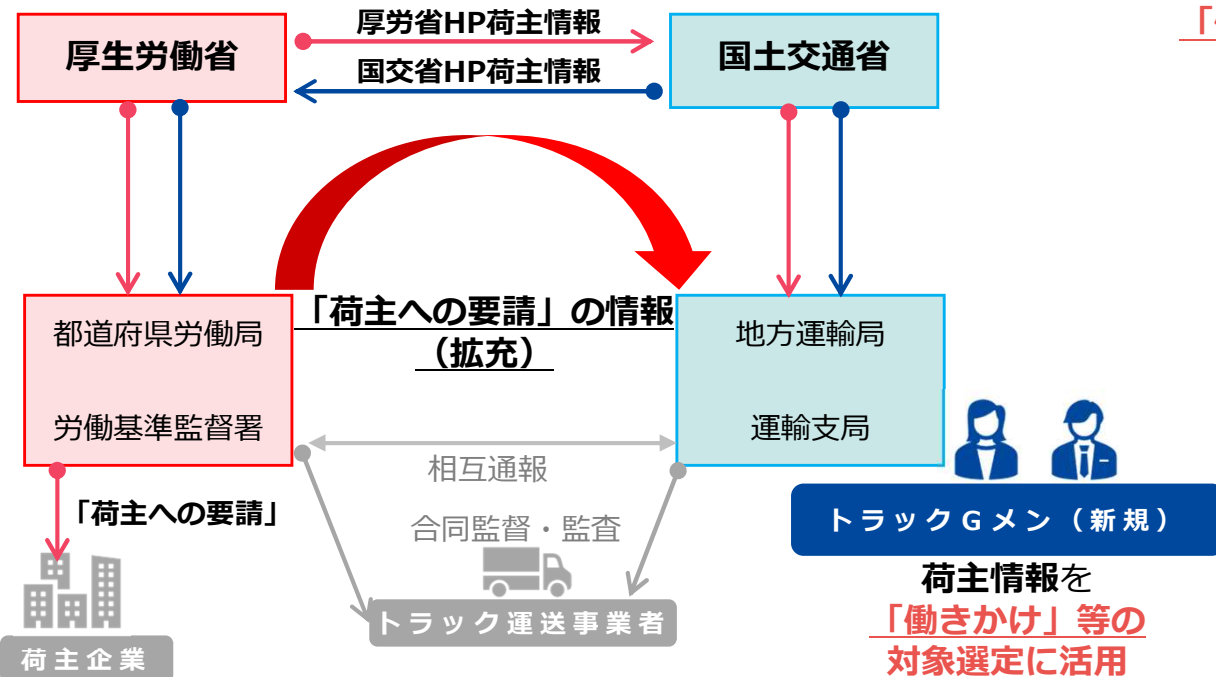 厚生労働省
厚労省HP荷主情報
国交省HP荷主情報
国土交通省
「荷主への要請」の情報
（拡充）
都道府県労働局
労働基準監督署
地方運輸局
運輸支局
相互通報
合同監督・監査
「荷主への要請」
荷主企業
トラック運送事業者
トラックＧメン（新規）
荷主情報を
「働きかけ」等の
対象選定に活用